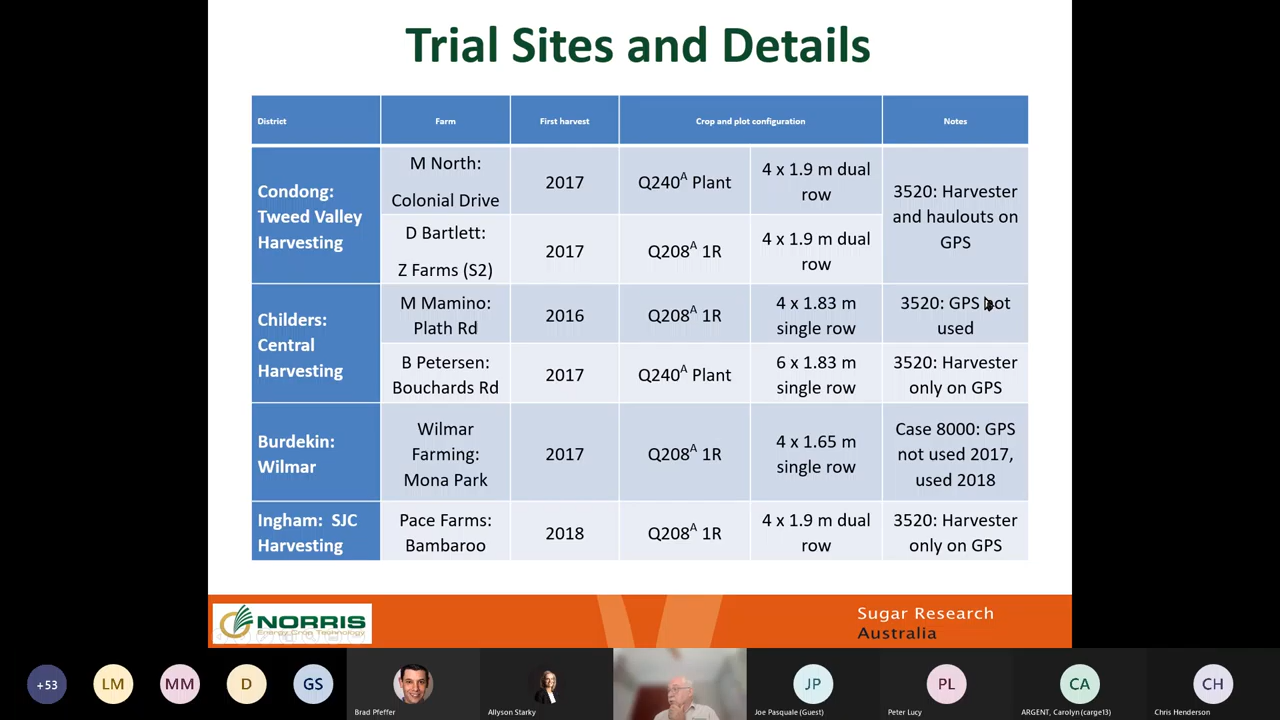 Trial Sites and Details
District
Farm
First harvest
Crop and plot configuration
Notes
Condong:
Tweed Valley
Harvesting
M North:
Colonial Drive
2017
Q240ᴬ Plant
4 x 1.9 m dual
row
3520: Harvester
and haulouts on
GPS
D Bartlett:
Z Farms (S2)
2017
Q208ᴬ 1R
4 x 1.9 m dual
row
Childers:
Central
Harvesting
M Mamino:
Plath Rd
2016
Q208ᴬ 1R
4 x 1.83 m
single row
3520: GPS not
used
B Petersen:
Bouchards Rd
2017
Q240ᴬ Plant
6 x 1.83 m
single row
3520: Harvester
only on GPS
Burdekin:
Wilmar
Wilmar
Farming:
Mona Park
2017
Q208ᴬ 1R
4 x 1.65 m
single row
Case 8000: GPS
not used 2017,
used 2018
Ingham: SJC
Harvesting
Pace Farms:
Bambaroo
2018
Q208ᴬ 1R
4 x 1.9 m dual
row
3520: Harvester
only on GPS
NORRIS
Energy Crop Technology
Sugar Research
Australia
+53
LM
MM
D
GS
Brad Pfeffer
Allyson Starky
JP
Joe Pasquale (Guest)
PL
Peter Lucy
CA
ARGENT, Carolyn (carge13)
CH
Chris Henderson